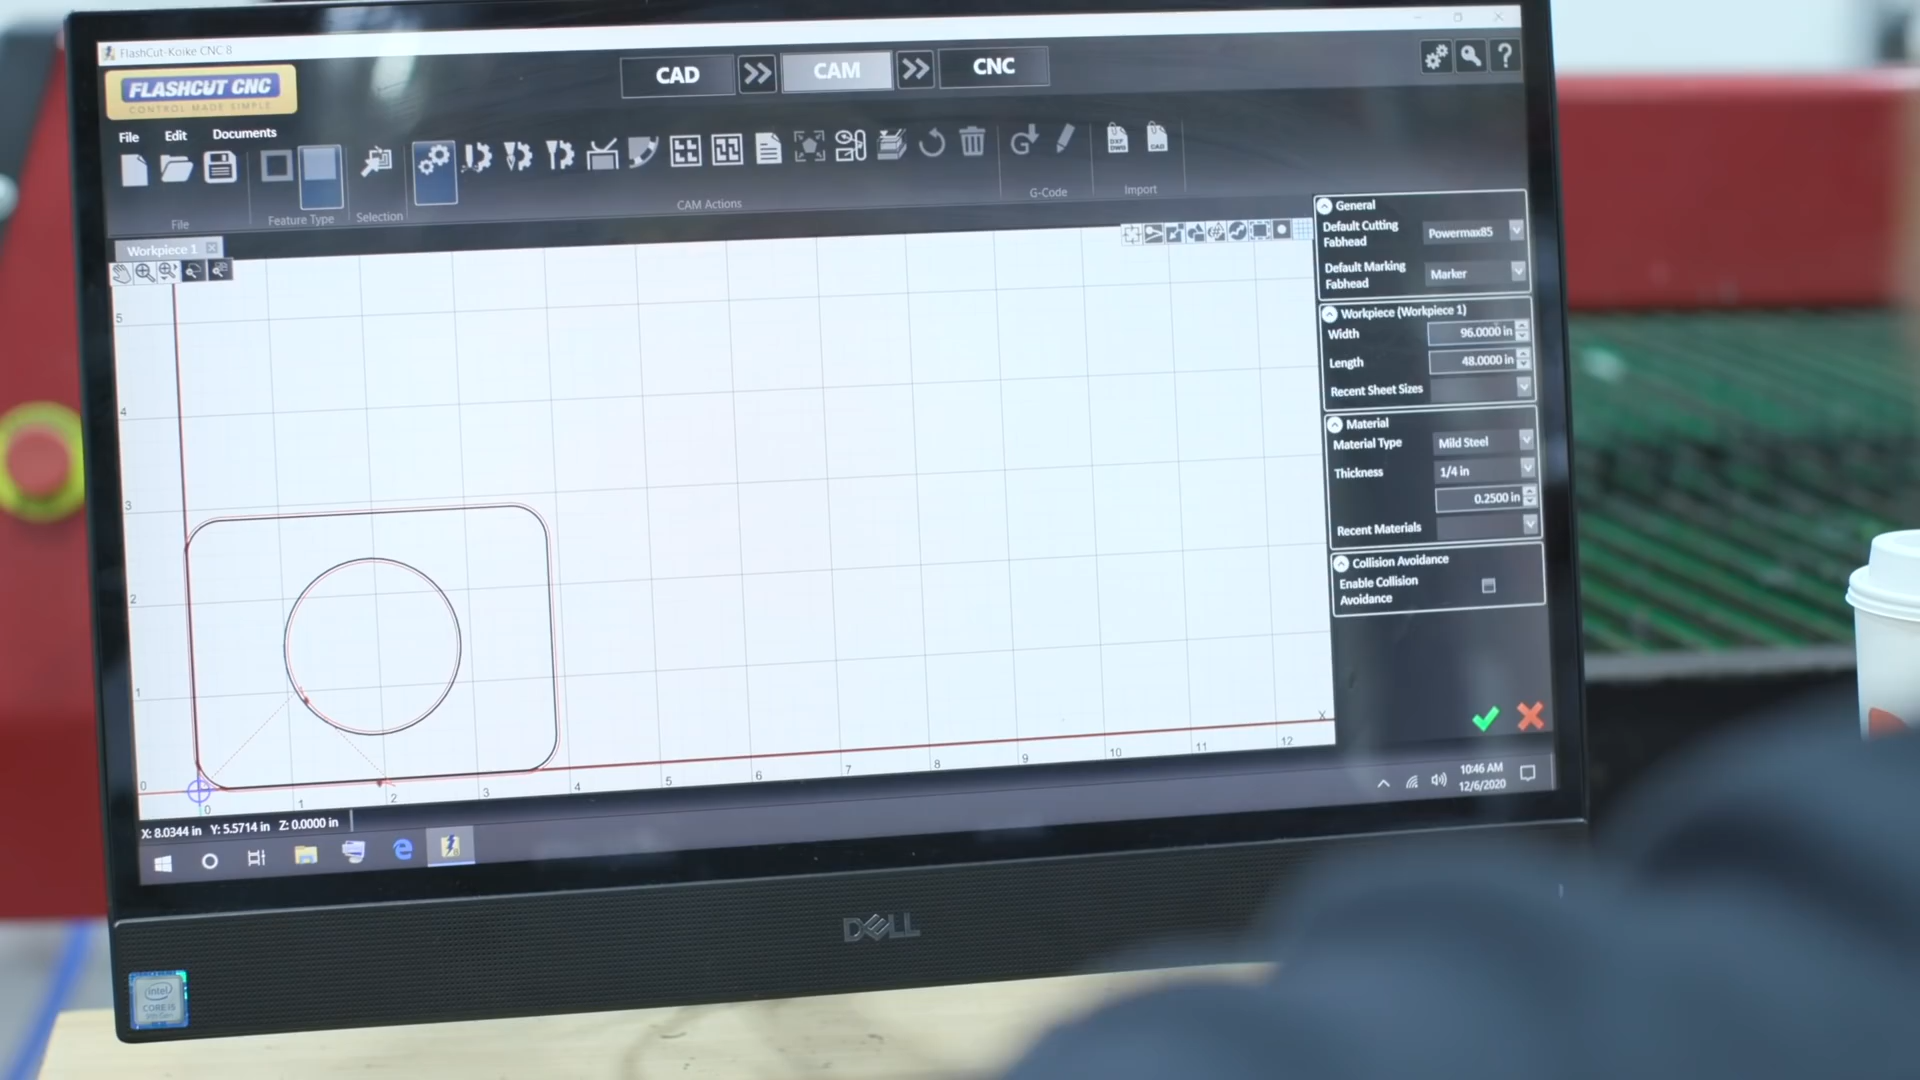 FlashCut-Koike CNC 8
FLASHCUT CNC
CONTROL MADE SIMPLE
CAD
CAM
CNC
?
File Edit Documents
File
Feature Type
Selection
CAM Actions
G-Code
Import
DXF
DWG
CAD
Workpiece 1
General
Default Cutting
Fabhead
Powermax85
Default Marking
Fabhead
Marker
Workpiece (Workpiece 1)
Width
96.0000 in
Length
48.0000 in
Recent Sheet Sizes
Material
Material Type
Mild Steel
Thickness
1/4 in
0.2500 in
Recent Materials
Collision Avoidance
Enable Collision
Avoidance
5
4
3
2
1
0
0 1 2 3 4 5 6 7 8 9 10 11 12
X
X: 8.0344 in Y: 5.5714 in Z: 0.0000 in
10:46 AM
12/6/2020
DELL
intel
CORE i5
9th Gen